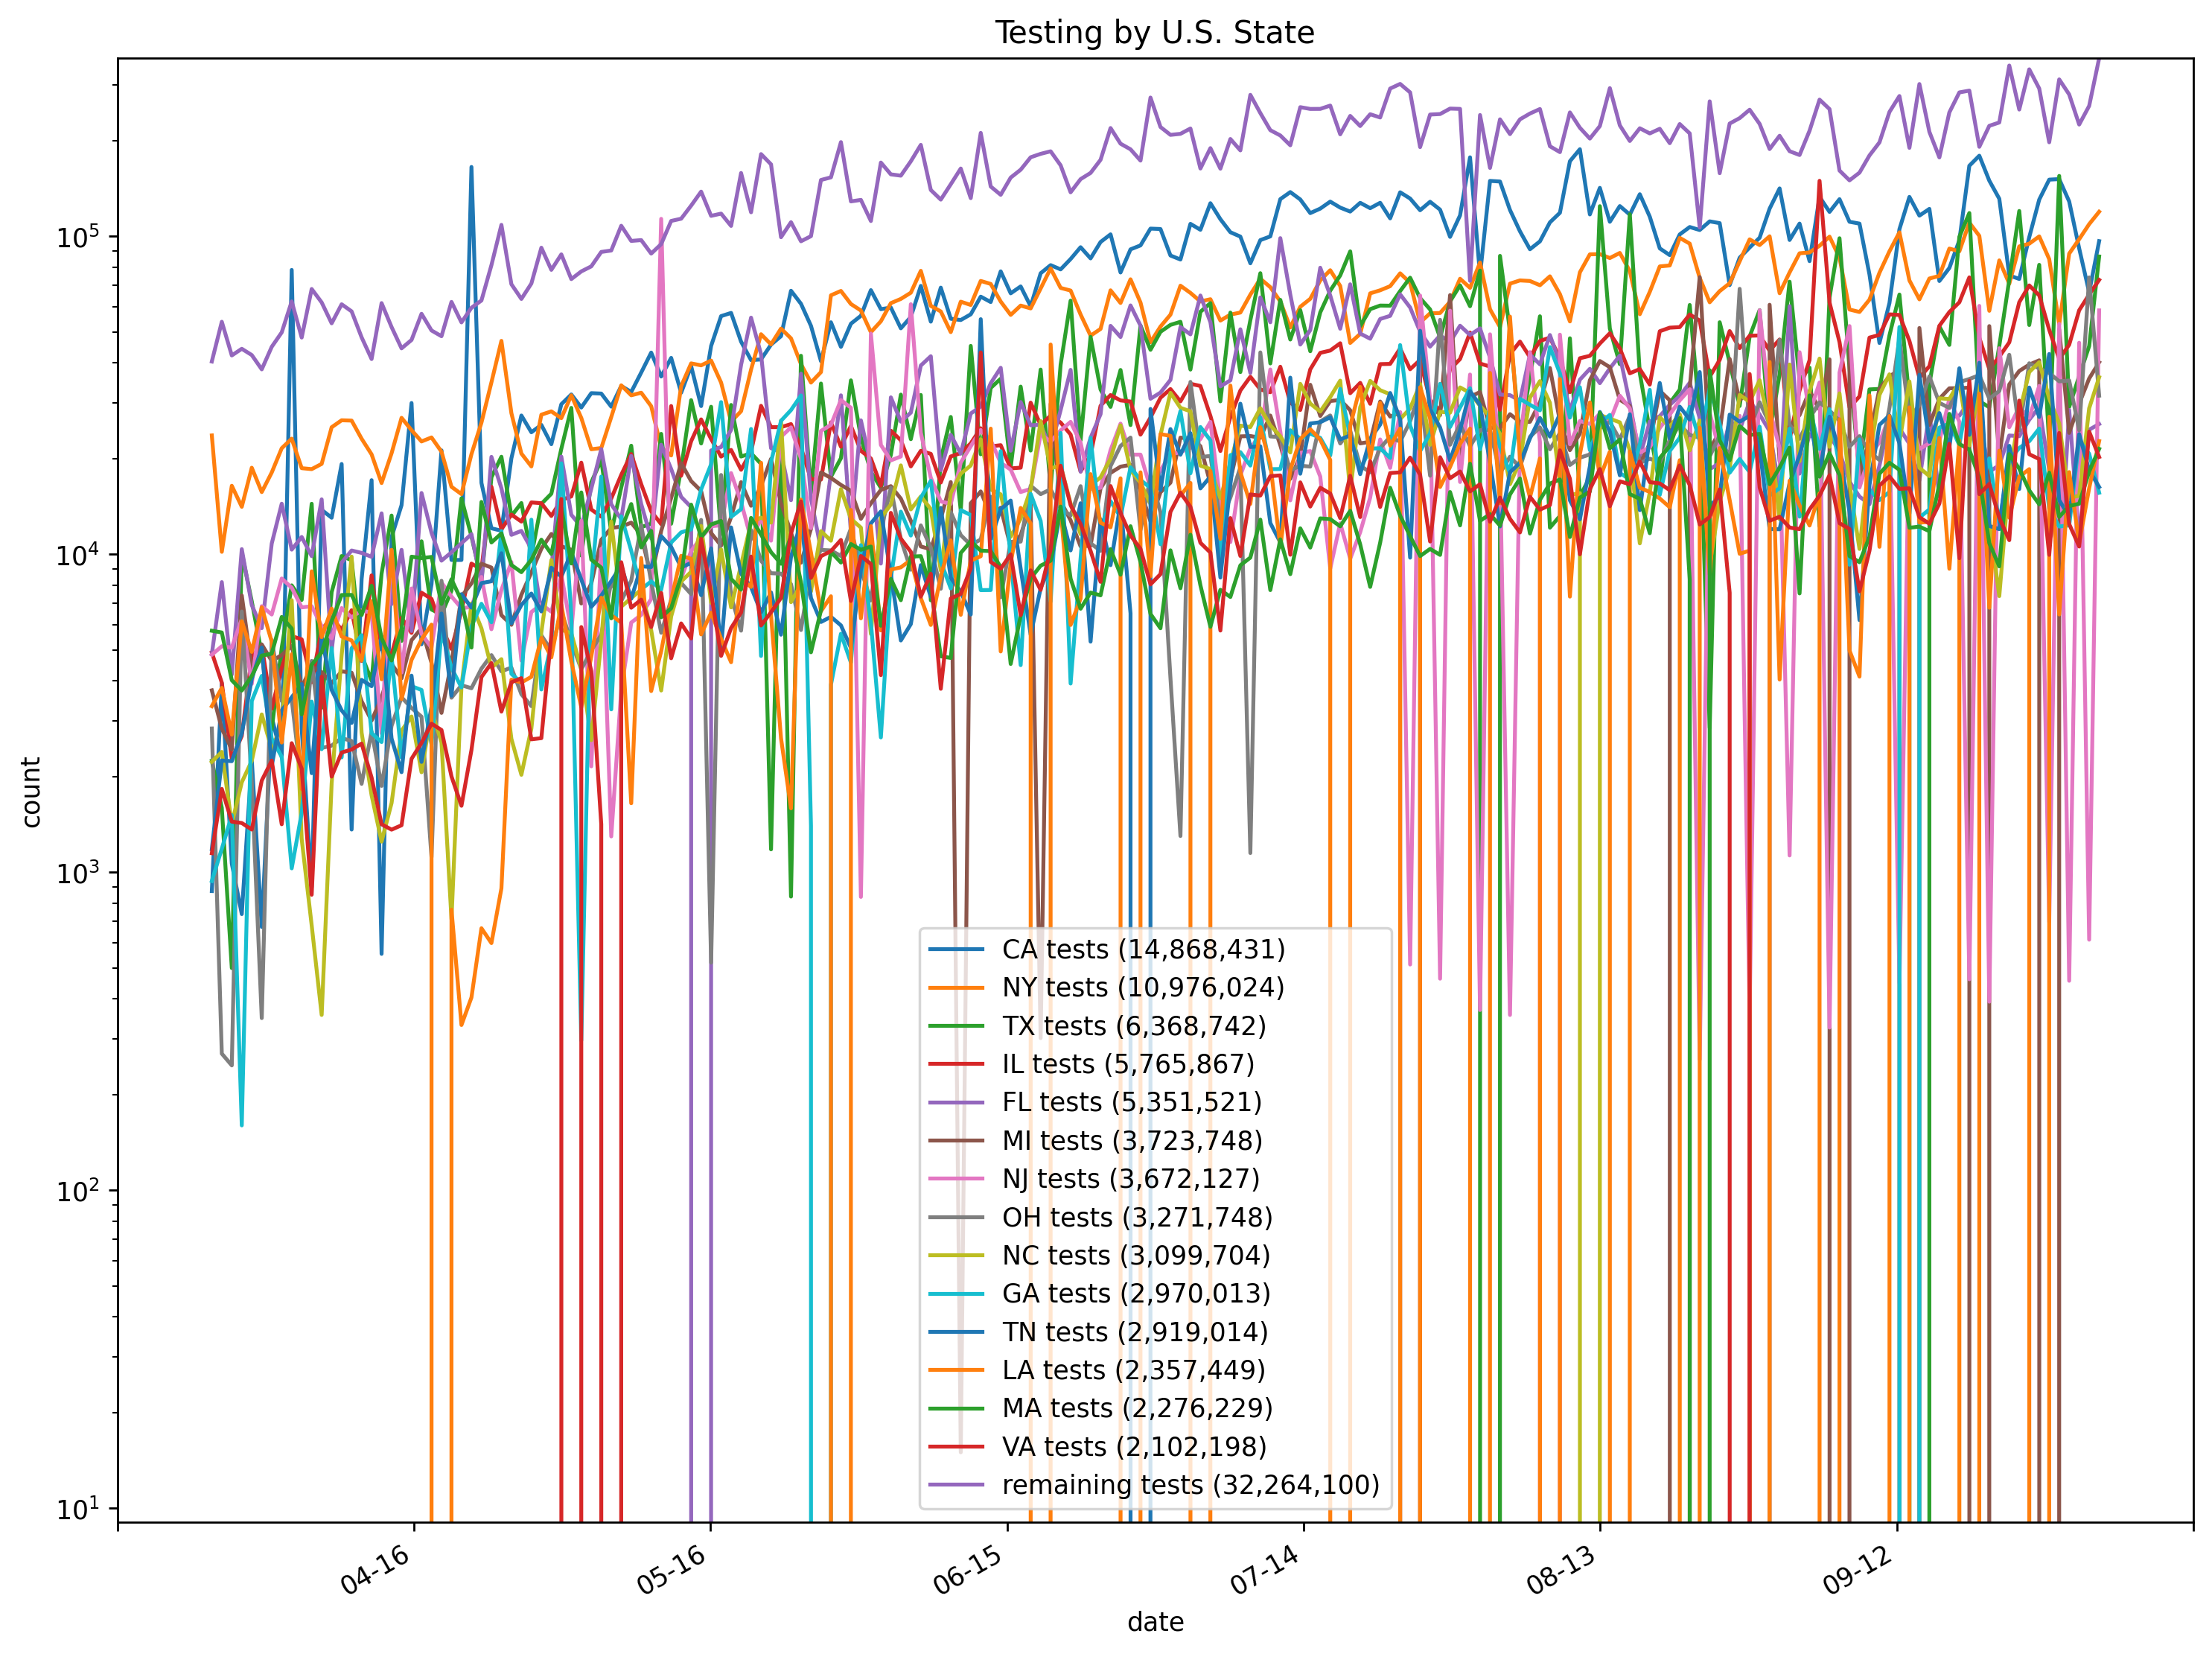 Testing by U.S. State
count
10^5
10^4
10^3
10^2
10^1
CA tests (14,868,431)
NY tests (10,976,024)
TX tests (6,368,742)
IL tests (5,765,867)
FL tests (5,351,521)
MI tests (3,723,748)
NJ tests (3,672,127)
OH tests (3,271,748)
NC tests (3,099,704)
GA tests (2,970,013)
TN tests (2,919,014)
LA tests (2,357,449)
MA tests (2,276,229)
VA tests (2,102,198)
remaining tests (32,264,100)
04-16
05-16
06-15
07-14
08-13
09-12
date